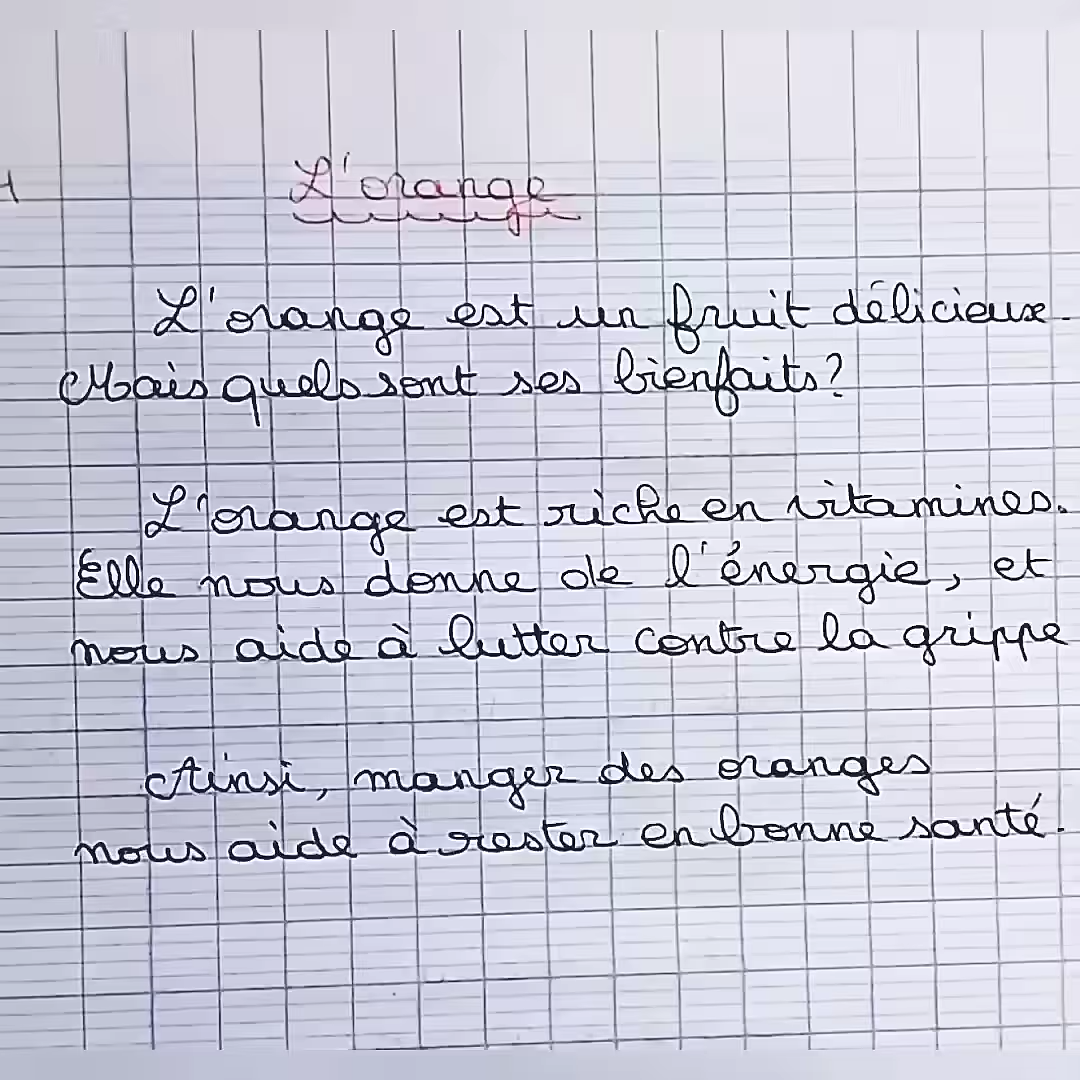 L'orange
L'orange est un fruit délicieux.
Mais quels sont ses bienfaits?
L'orange est riche en vitamines.
Elle nous donne de l'énergie, et
nous aide à lutter contre la grippe
Ainsi, manger des oranges
nous aide à rester en bonne santé.